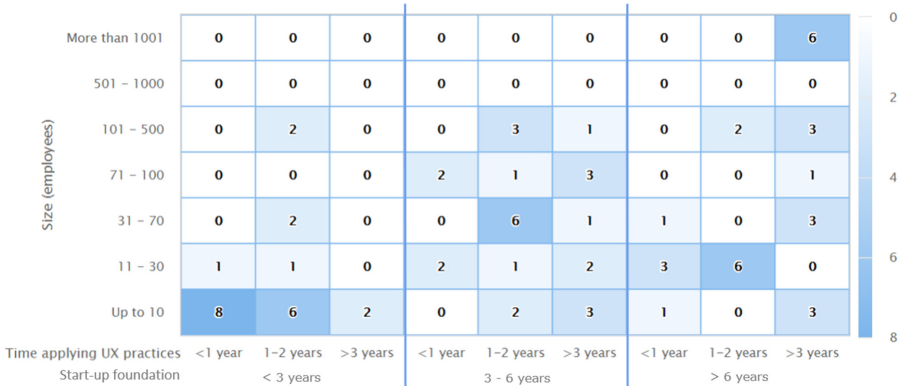 More than 1001 0 0 0 0 0 0 0 0 6 0
501 – 1000 0 0 0 0 0 0 0 0 0
2
101 – 500 0 2 0 0 3 1 0 2 3
Size (employees)
71 – 100 0 0 0 2 1 3 0 0 1 4
31 – 70 0 2 0 0 6 1 1 0 3
6
11 – 30 1 1 0 2 1 2 3 6 0
Up to 10 8 6 2 0 2 3 1 0 3
8
Time applying UX practices <1 year 1-2 years >3 years <1 year 1-2 years >3 years <1 year 1-2 years >3 years
Start-up foundation < 3 years 3 - 6 years > 6 years